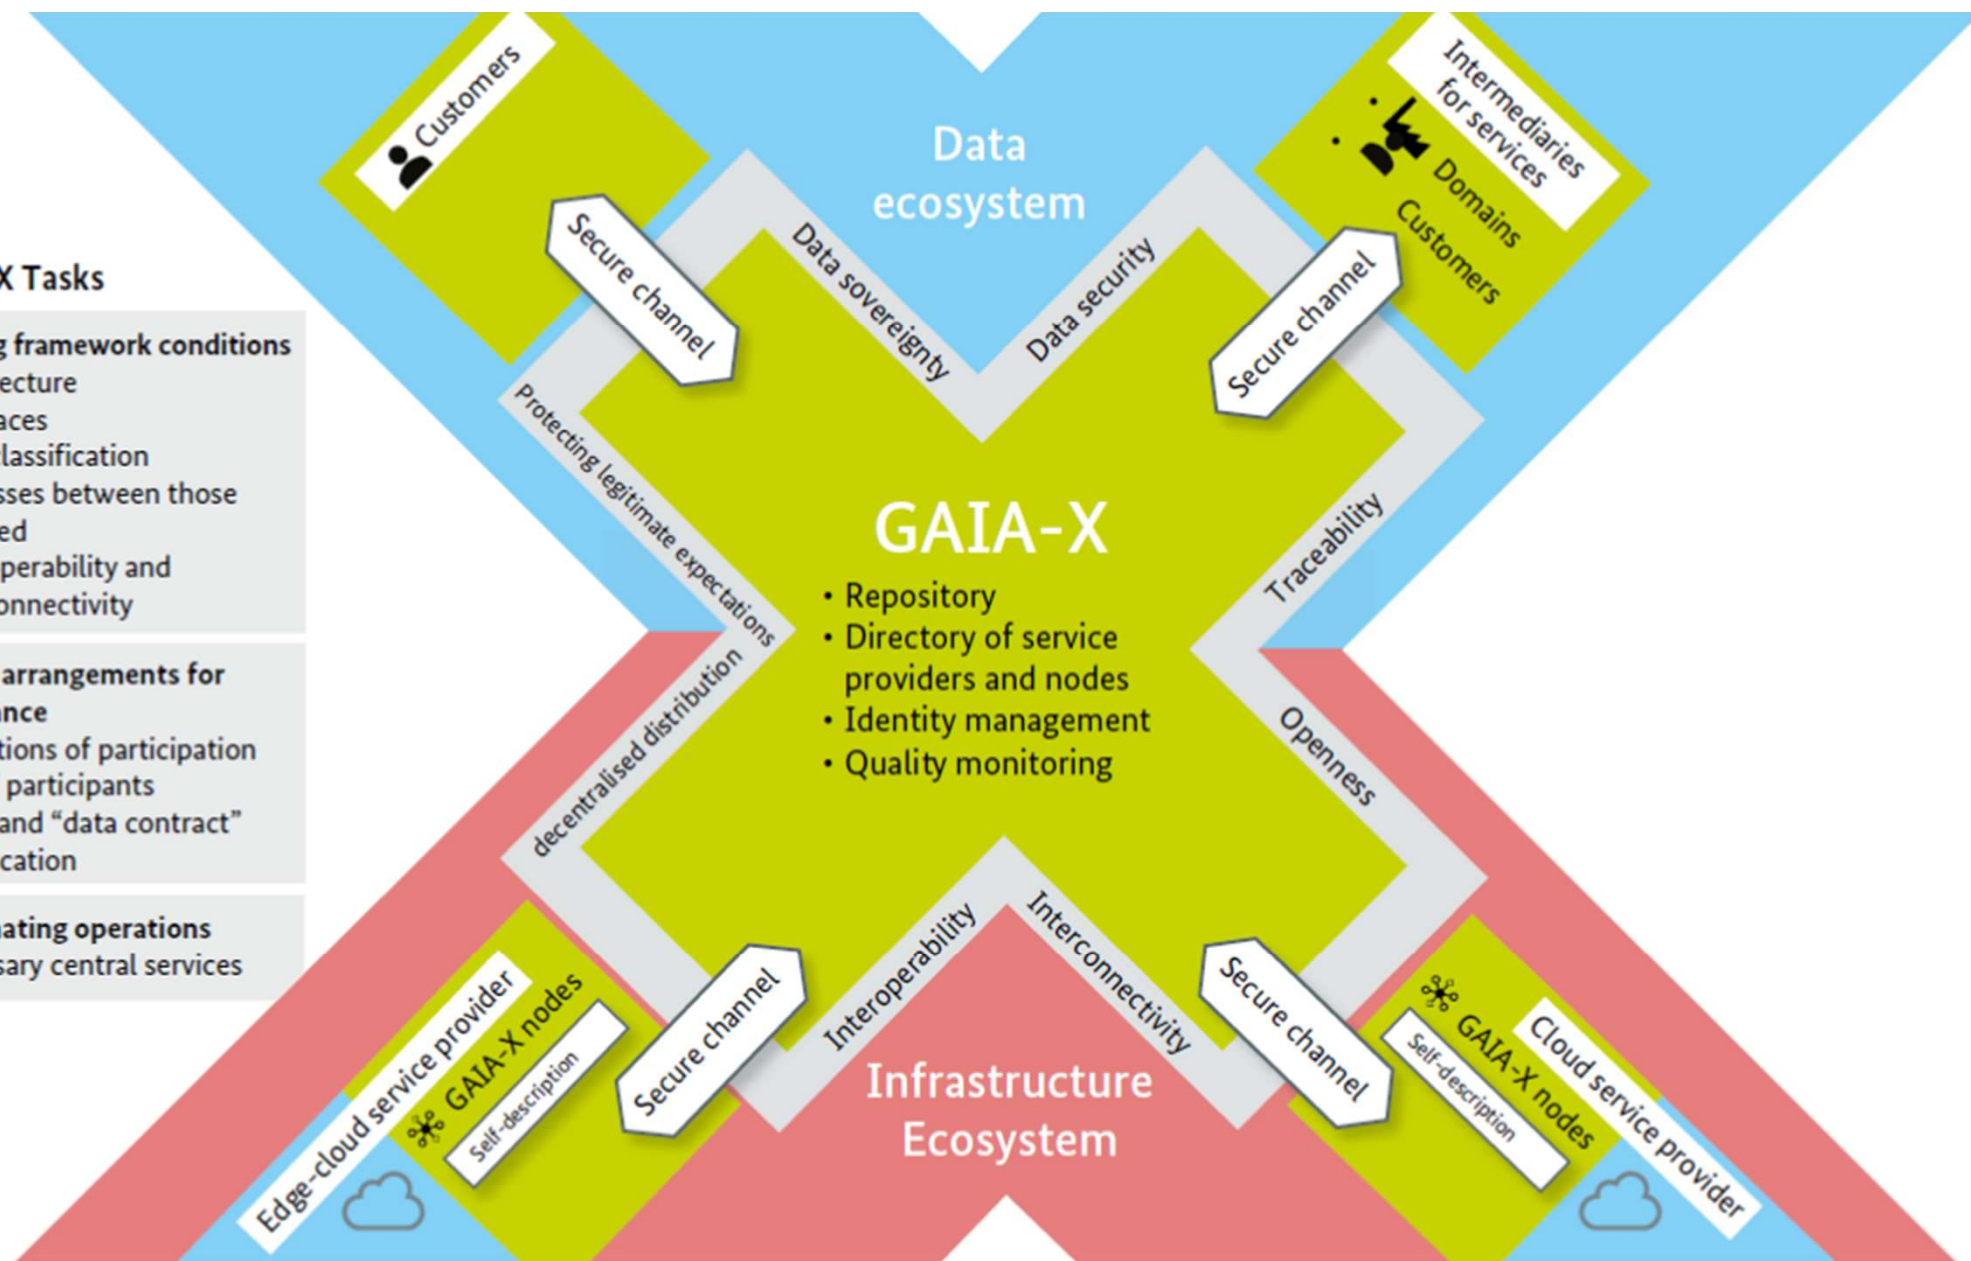 X Tasks
framework conditions
ecture
aces
lassification
sses between those
ed
perability and
onnectivity
arrangements for
ance
tions of participation
participants
and “data contract”
cation
ating operations
sary central services
Customers
Secure channel
Data
ecosystem
Data sovereignty
Data security
Intermediaries
for services
Domains
Customers
Secure channel
Protecting legitimate expectations
Traceability
GAIA-X
• Repository
• Directory of service
providers and nodes
• Identity management
• Quality monitoring
decentralised distribution
Openness
Interoperability
Interconnectivity
Infrastructure
Ecosystem
Edge-cloud service provider
GAIA-X nodes
Self-description
Secure channel
Secure channel
Cloud service provider
GAIA-X nodes
Self-description